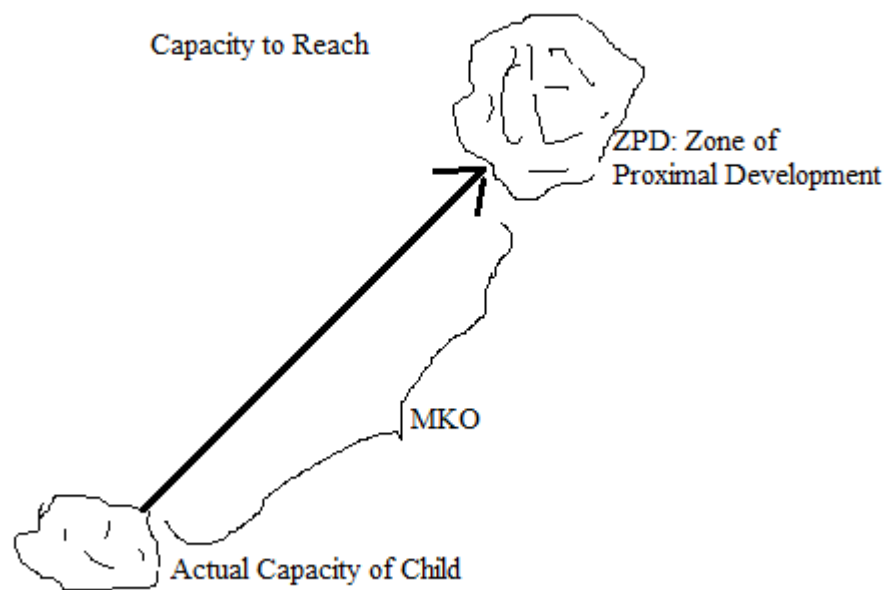 Capacity to Reach
ZPD: Zone of
Proximal Development
MKO
Actual Capacity of Child